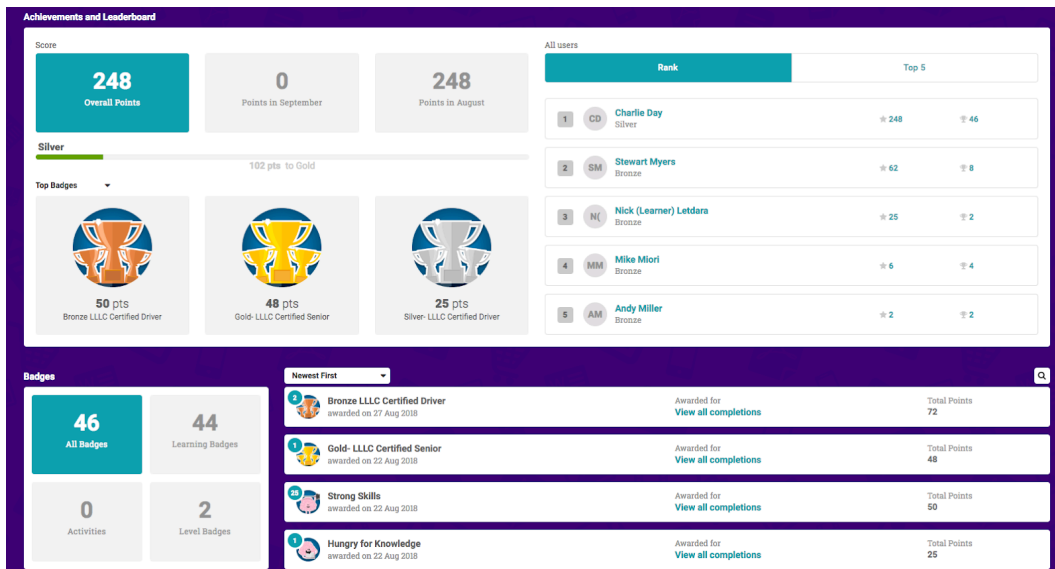 Achievements and Leaderboard
Score
248
Overall Points
0
Points in September
248
Points in August
Silver
102 pts to Gold
Top Badges
50 pts
Bronze LLLC Certified Driver
48 pts
Gold- LLLC Certified Senior
25 pts
Silver- LLLC Certified Driver
All users
Rank
Top 5
1 CD Charlie Day 248 46
Silver
2 SM Stewart Myers 62 8
Bronze
3 N( Nick (Learner) Letdara 25 2
Bronze
4 MM Mike Miori 6 4
Bronze
5 AM Andy Miller 2 2
Bronze
Badges
46
All Badges
44
Learning Badges
0
Activities
2
Level Badges
Newest First
2 Bronze LLLC Certified Driver Awarded for Total Points
awarded on 27 Aug 2018 View all completions 72
1 Gold- LLLC Certified Senior Awarded for Total Points
awarded on 22 Aug 2018 View all completions 48
25 Strong Skills Awarded for Total Points
awarded on 22 Aug 2018 View all completions 50
1 Hungry for Knowledge Awarded for Total Points
awarded on 22 Aug 2018 View all completions 25